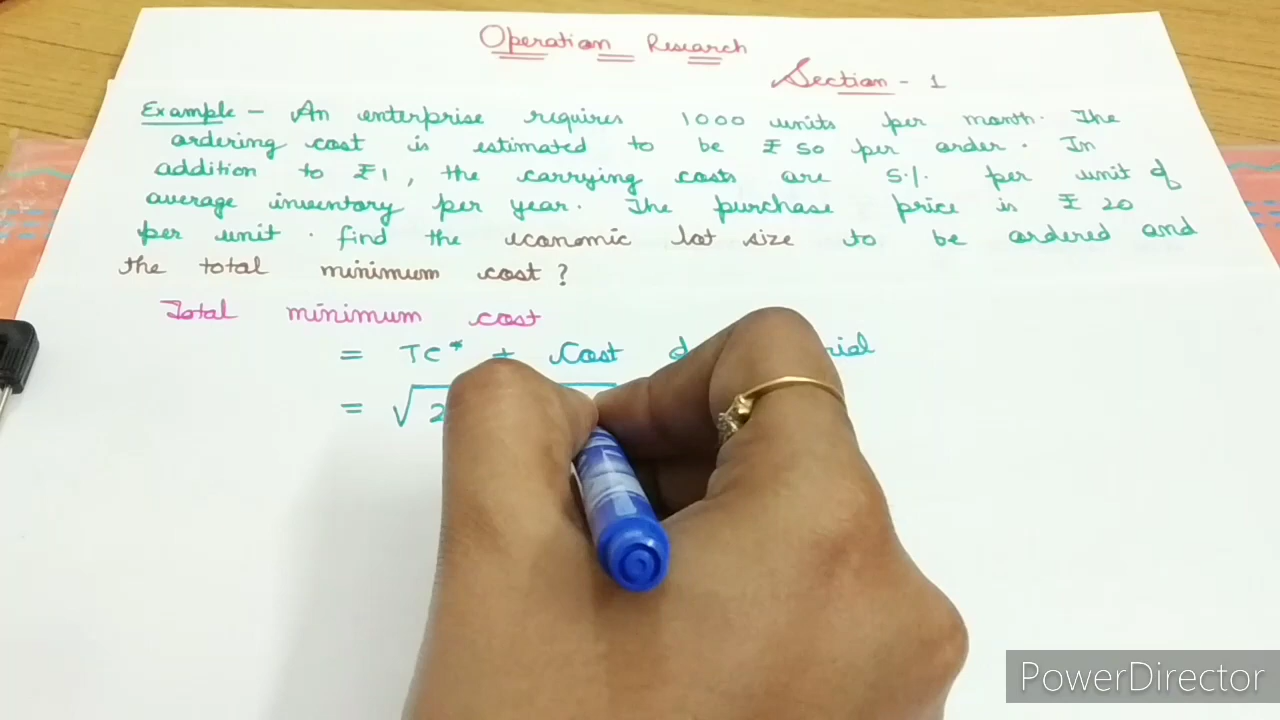 Operation Research
Section - 1
Example - An enterprise requires 1000 units per month. The
ordering cost is estimated to be ₹ 50 per order. In
addition to ₹1, the carrying costs are 5% per unit of
average inventory per year. The purchase price is ₹ 20
per unit. find the economic lot size to be ordered and
the total minimum cost?
Total minimum cost
= TC* + Cost
= √2
PowerDirector